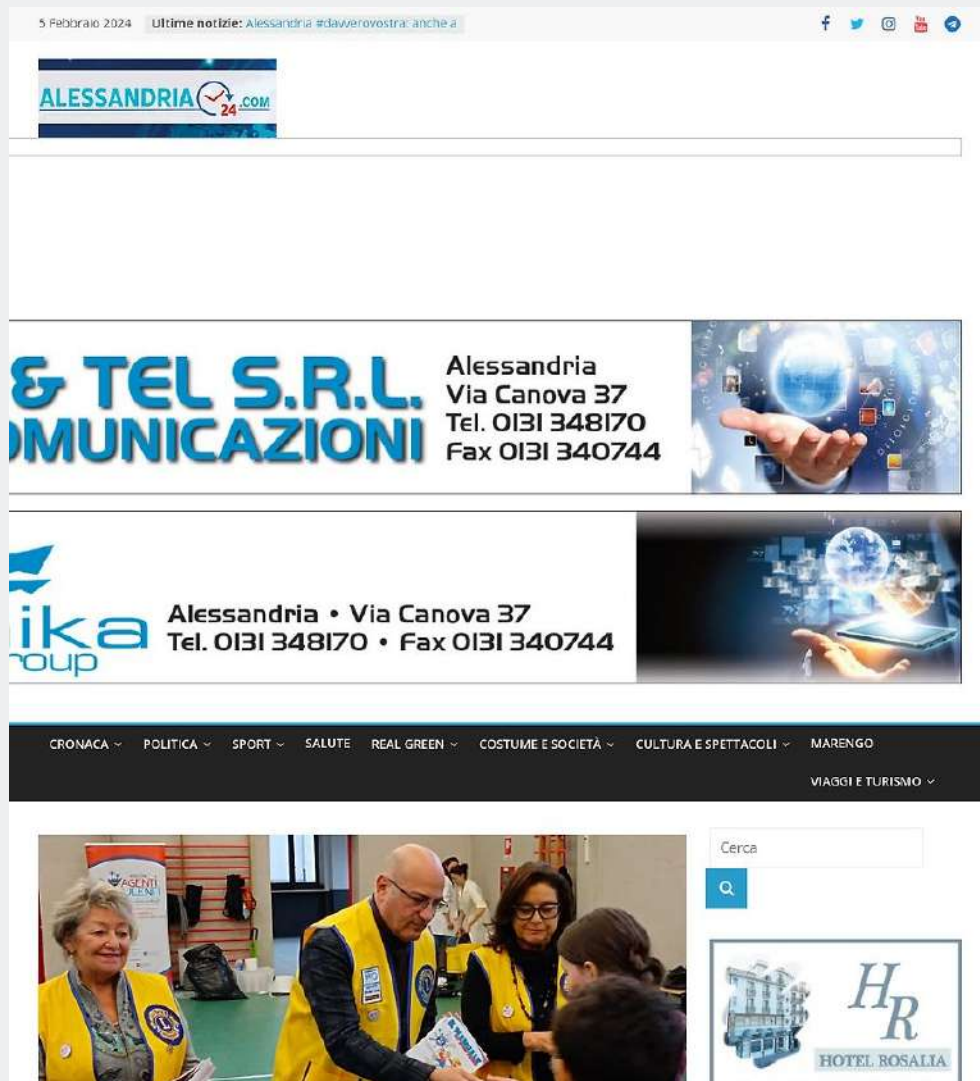 5 Febbraio 2024 Ultime notizie: Alessandria #davverovostra: anche a
ALESSANDRIA 24 .COM
& TEL S.R.L.
OMUNICAZIONI
Alessandria
Via Canova 37
Tel. 0131 348170
Fax 0131 340744
ika
roup
Alessandria • Via Canova 37
Tel. 0131 348170 • Fax 0131 340744
CRONACA POLITICA SPORT SALUTE REAL GREEN COSTUME E SOCIETÀ CULTURA E SPETTACOLI MARENGO
VIAGGI E TURISMO
Cerca
AGENTI
HR
HOTEL ROSALIA